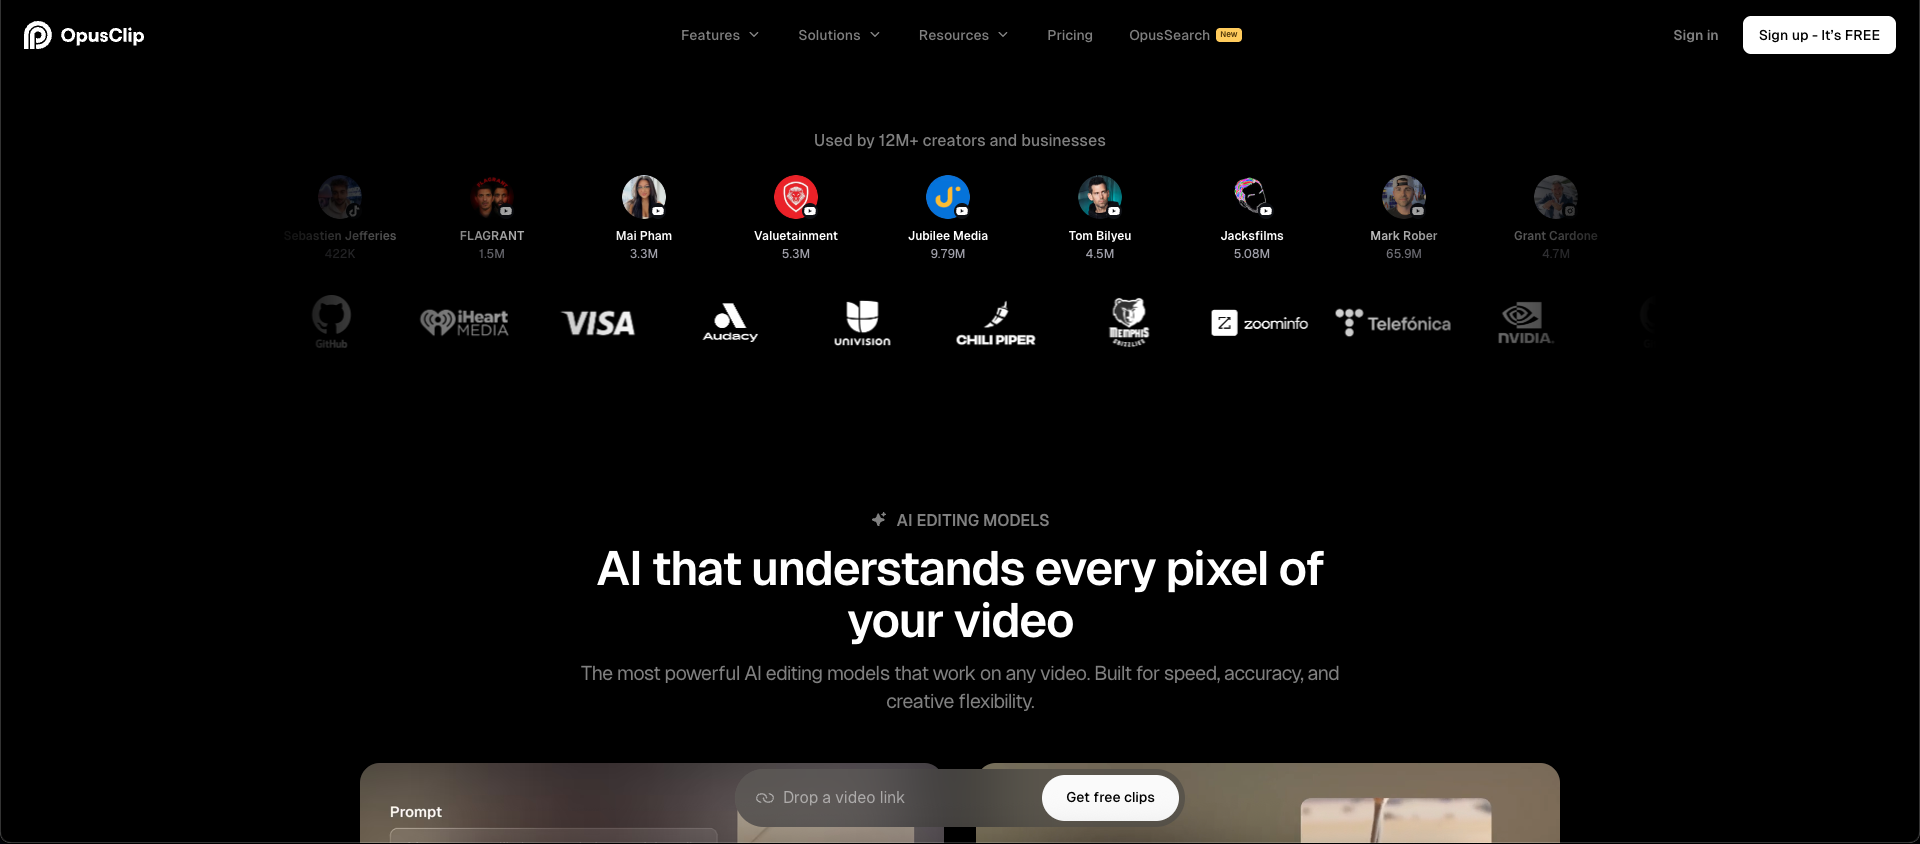 OpusClip
Features
Solutions
Resources
Pricing
OpusSearch New
Sign in
Sign up - It's FREE
Used by 12M+ creators and businesses
Sebastien Jefferies
422K
FLAGRANT
1.5M
Mai Pham
3.3M
Valuetainment
5.3M
Jubilee Media
9.79M
Tom Bilyeu
4.5M
Jacksfilms
5.08M
Mark Rober
65.9M
Grant Cardone
4.7M
GitHub
iHeart
MEDIA
VISA
Audacy
UNIVISION
CHILI PIPER
MEMPHIS
GRIZZLIES
zoominfo
Telefónica
NVIDIA.
AI EDITING MODELS
AI that understands every pixel of
your video
The most powerful AI editing models that work on any video. Built for speed, accuracy, and
creative flexibility.
Prompt
Drop a video link
Get free clips